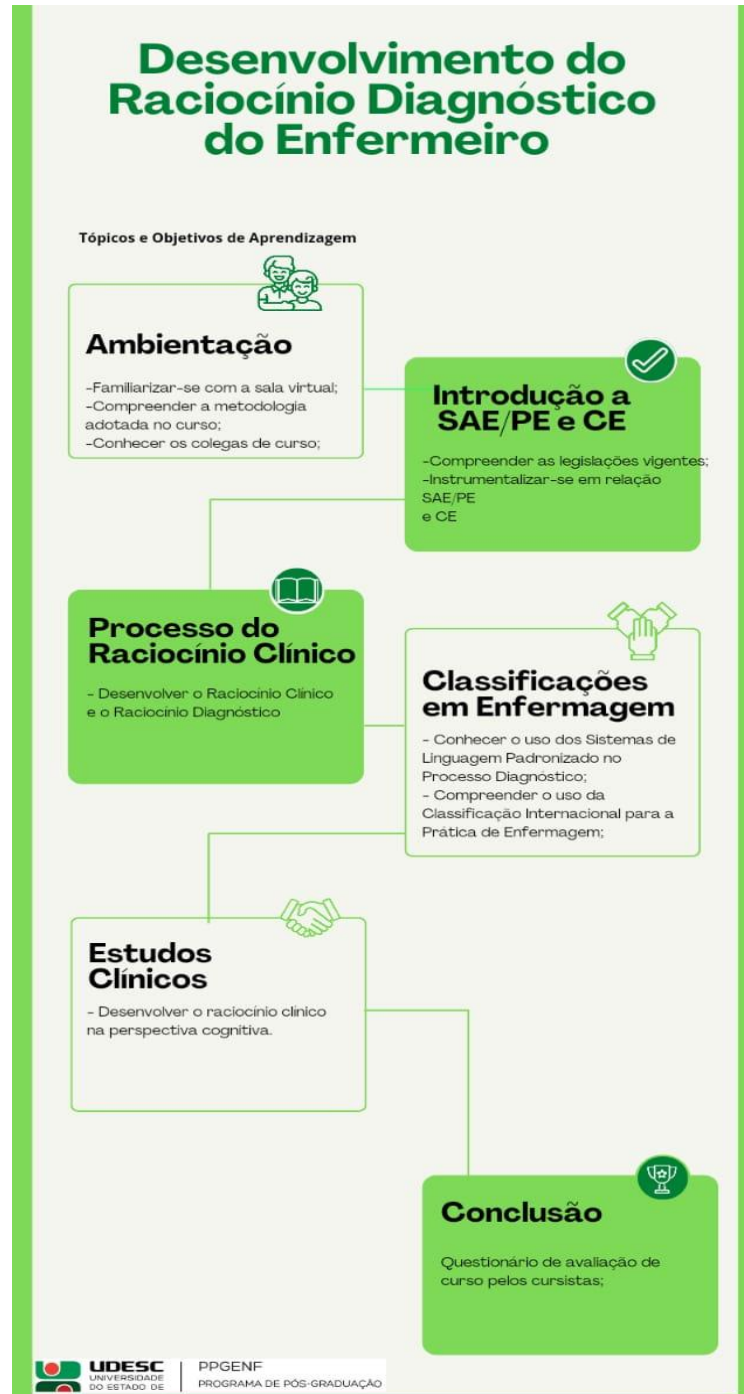 Desenvolvimento do
Raciocínio Diagnóstico
do Enfermeiro
Tópicos e Objetivos de Aprendizagem
Ambientação
-Familiarizar-se com a sala virtual;
-Compreender a metodologia
adotada no curso;
-Conhecer os colegas de curso;
Introdução a
SAE/PE e CE
-Compreender as legislações vigentes;
-Instrumentalizar-se em relação
SAE/PE
e CE
Processo do
Raciocínio Clínico
- Desenvolver o Raciocínio Clínico
e o Raciocínio Diagnóstico
Classificações
em Enfermagem
- Conhecer o uso dos Sistemas de
Linguagem Padronizado no
Processo Diagnóstico;
- Compreender o uso da
Classificação Internacional para a
Prática de Enfermagem;
Estudos
Clínicos
- Desenvolver o raciocínio clínico
na perspectiva cognitiva.
Conclusão
Questionário de avaliação de
curso pelos cursistas;
UDESC
UNIVERSIDADE
DO ESTADO DE
PPGENF
PROGRAMA DE PÓS-GRADUAÇÃO